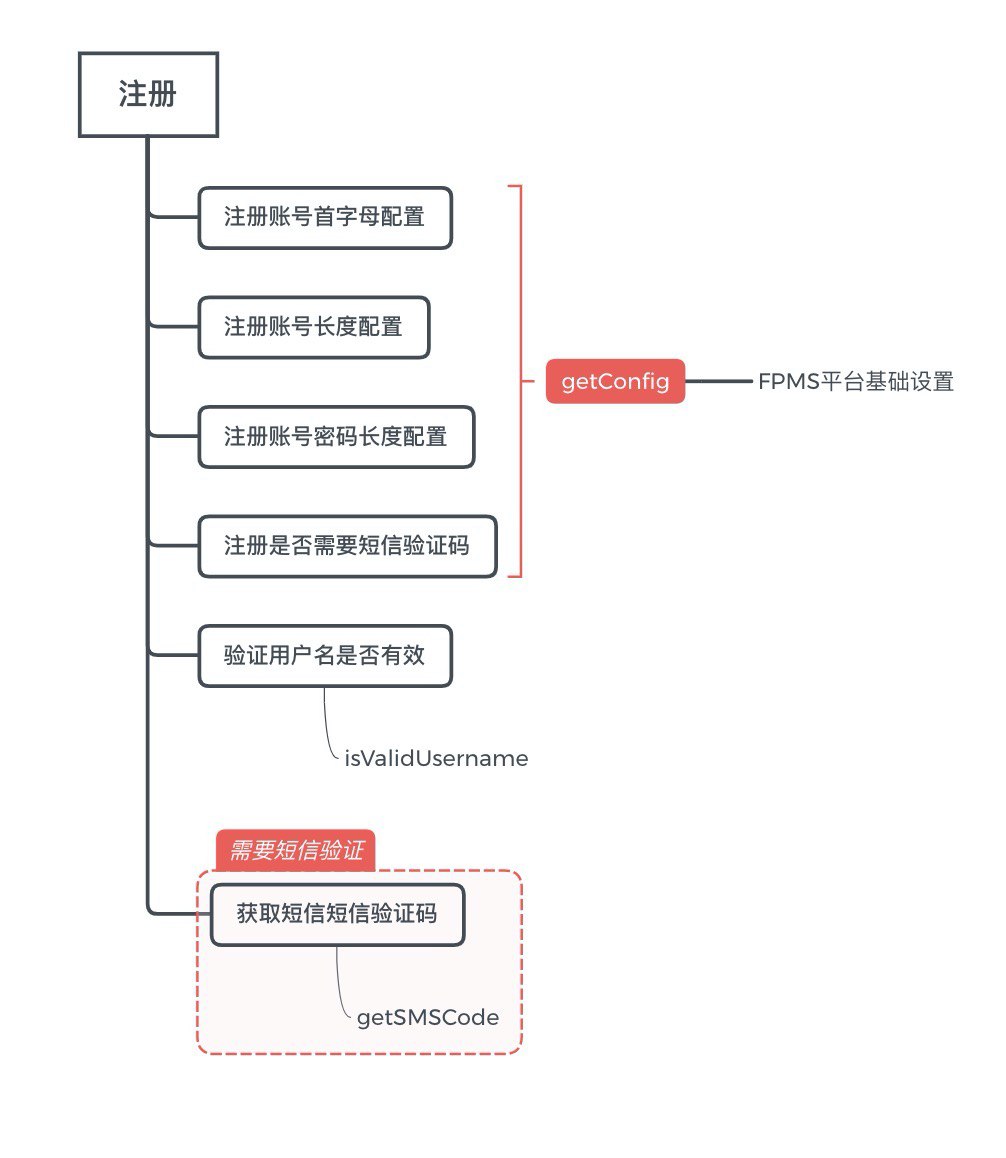 注册
注册账号首字母配置
注册账号长度配置
注册账号密码长度配置
注册是否需要短信验证码
getConfig
FPMS平台基础设置
验证用户名是否有效
isValidUsername
需要短信验证
获取短信短信验证码
getSMSCode